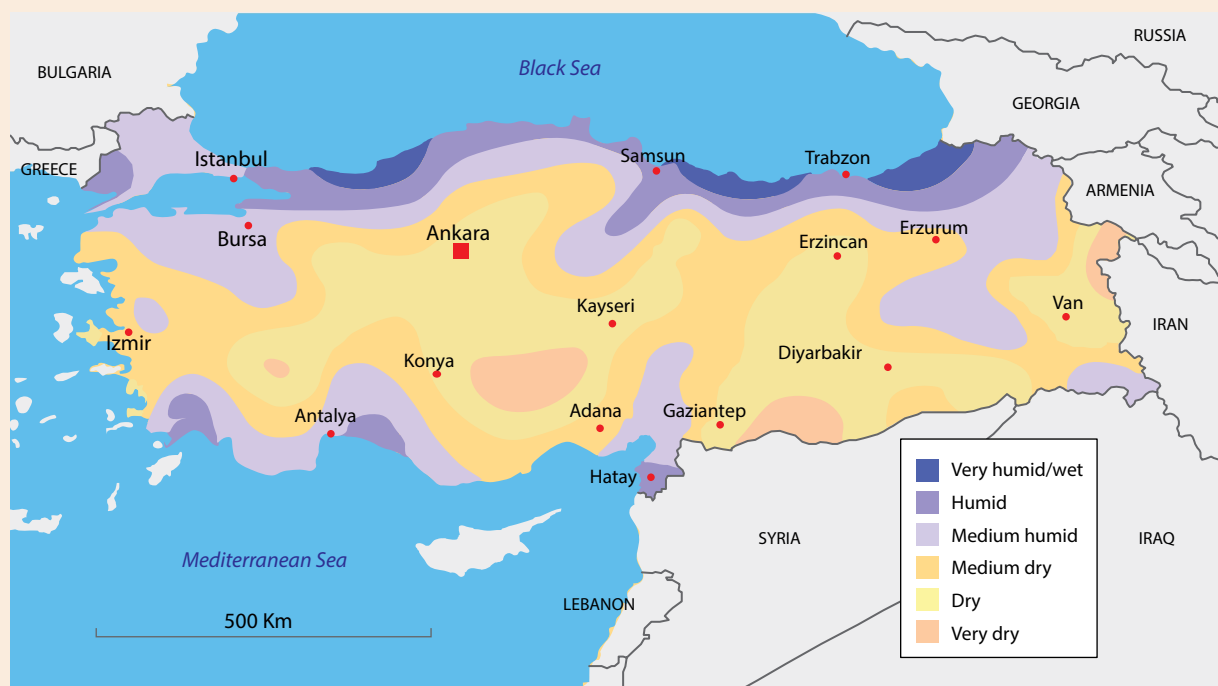 RUSSIA
BULGARIA
Black Sea
GEORGIA
GREECE
Istanbul
Samsun
Trabzon
ARMENIA
Bursa
Ankara
Erzincan
Erzurum
Kayseri
Van
IRAN
Izmir
Konya
Diyarbakir
Antalya
Adana
Gaziantep
Hatay
Very humid/wet
Humid
Medium humid
Medium dry
Dry
Very dry
SYRIA
IRAQ
Mediterranean Sea
LEBANON
500 Km